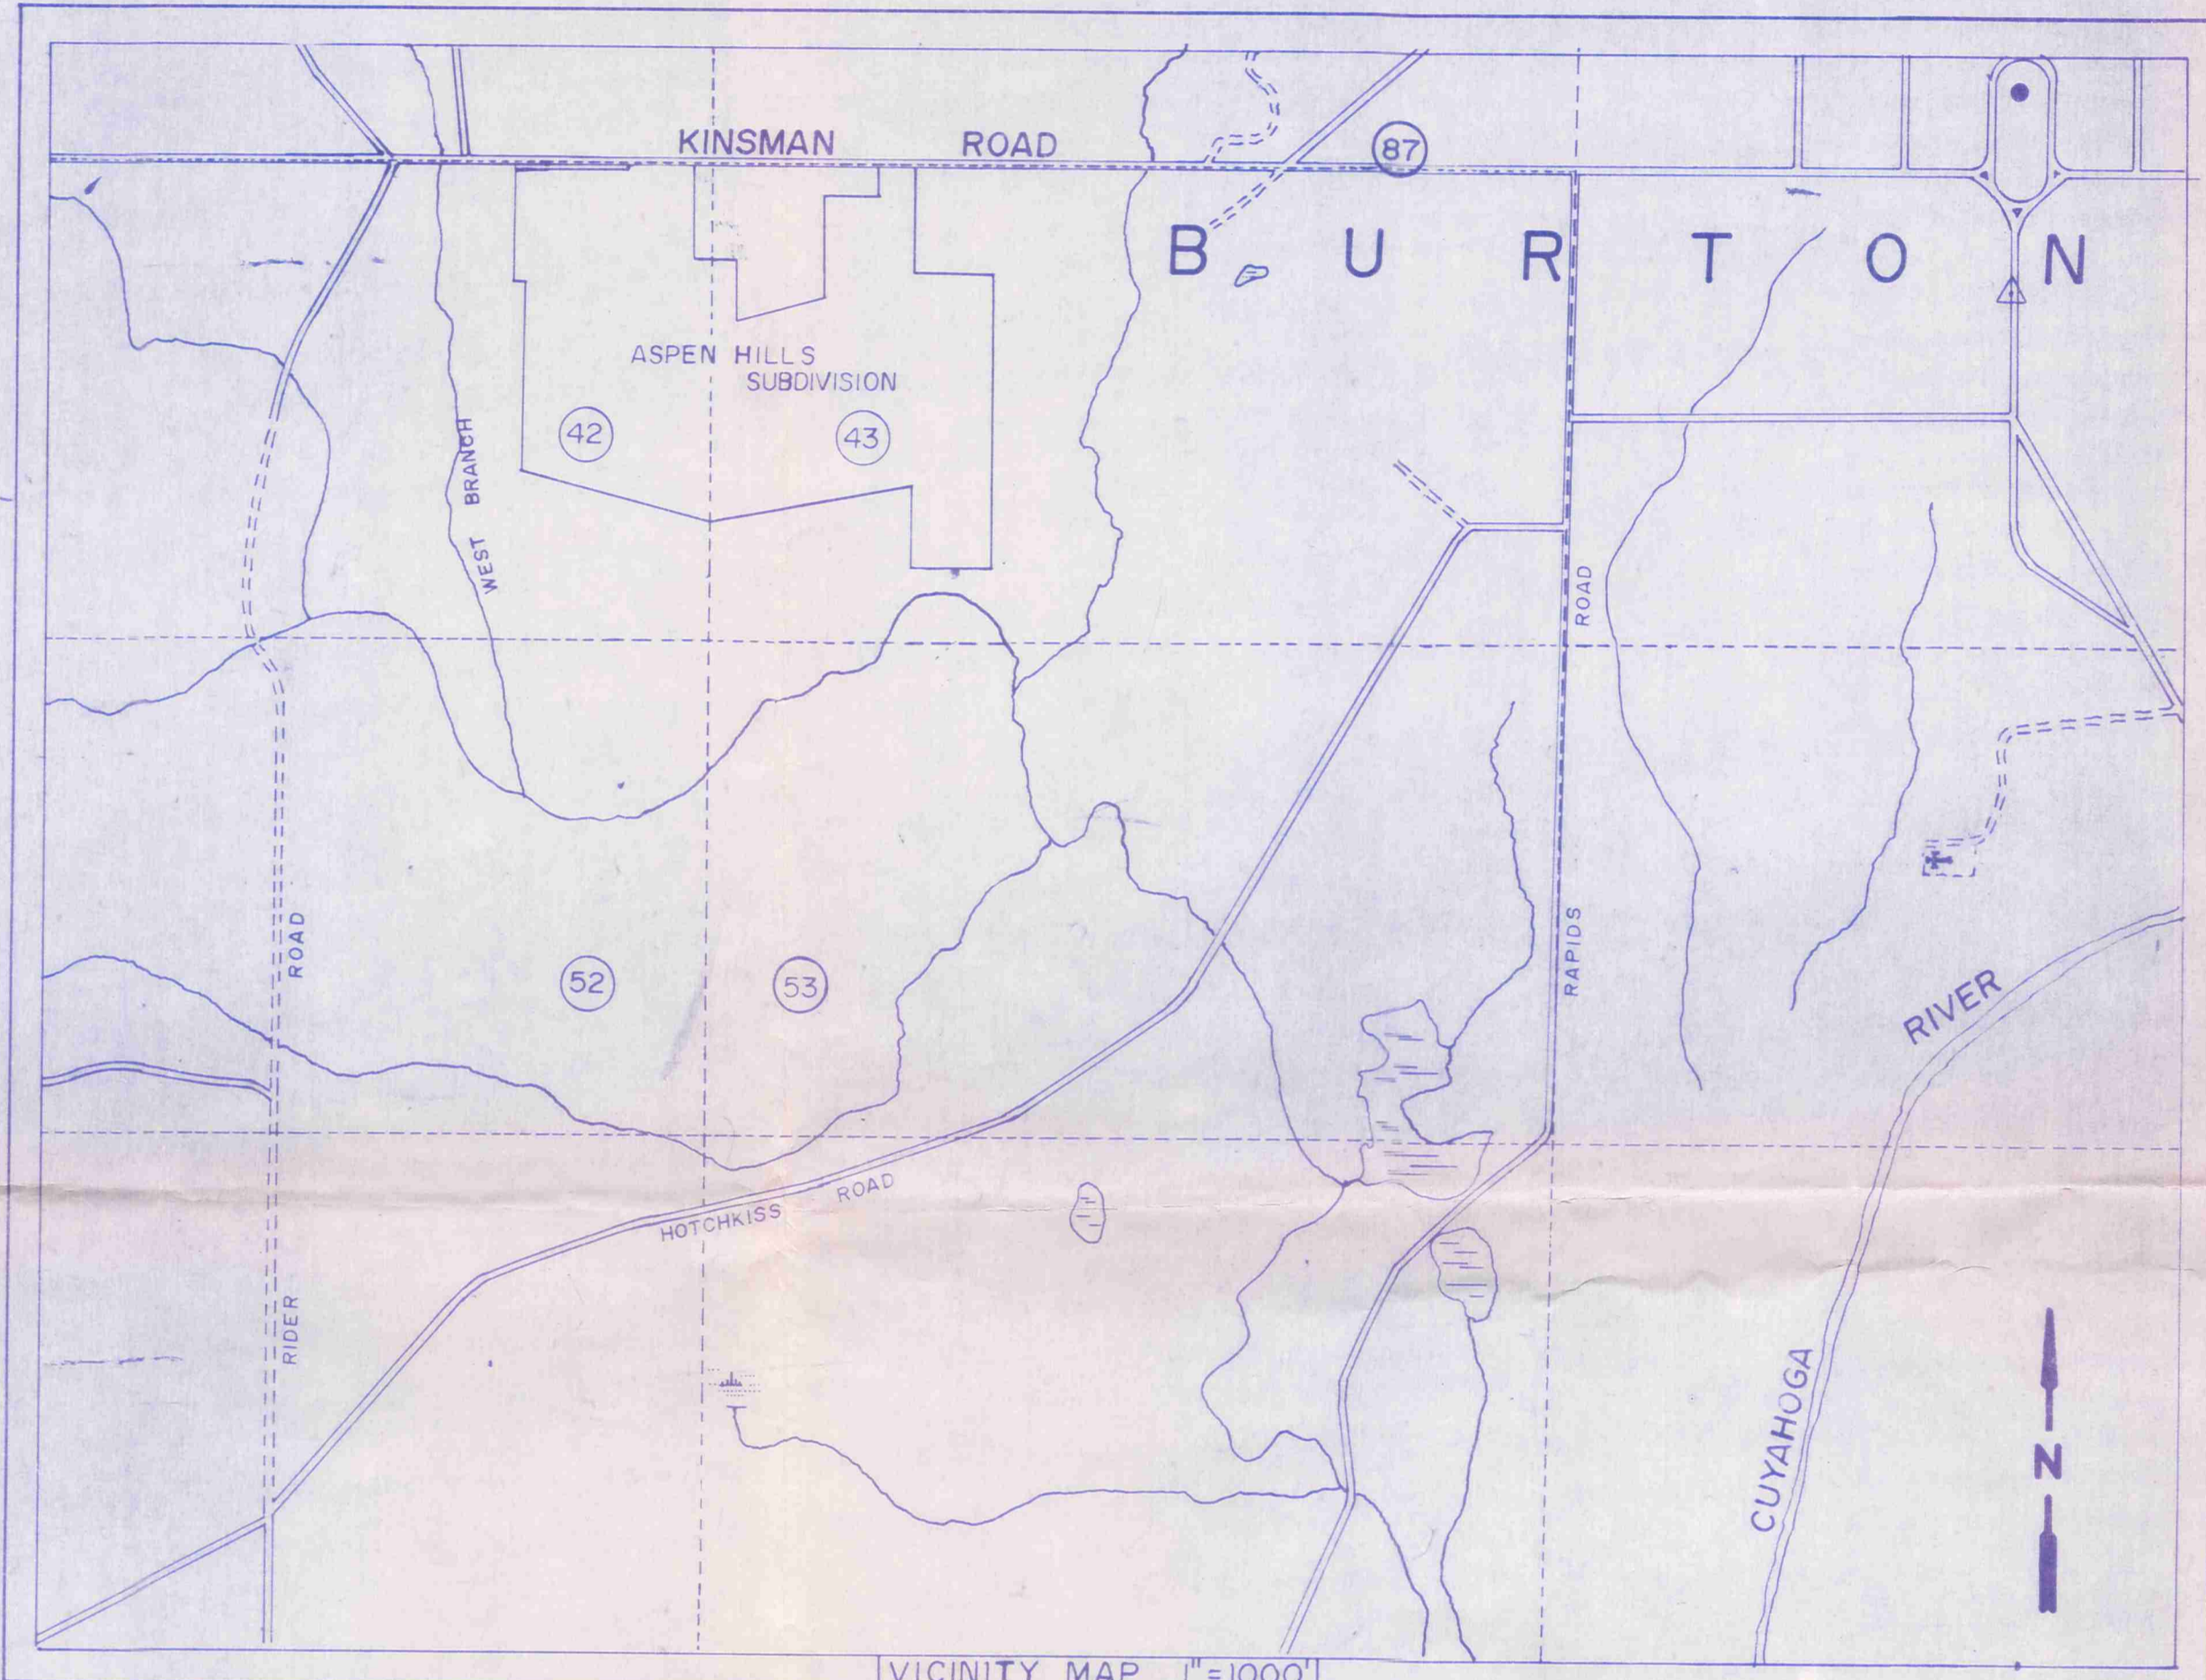 KINSMAN ROAD
87
B U R T O N
ASPEN HILLS
SUBDIVISION
42
43
WEST BRANCH
ROAD
ROAD
52
53
RAPIDS
RIVER
HOTCHKISS ROAD
RIDER
CUYAHOGA
N
VICINITY MAP 1"=1000'